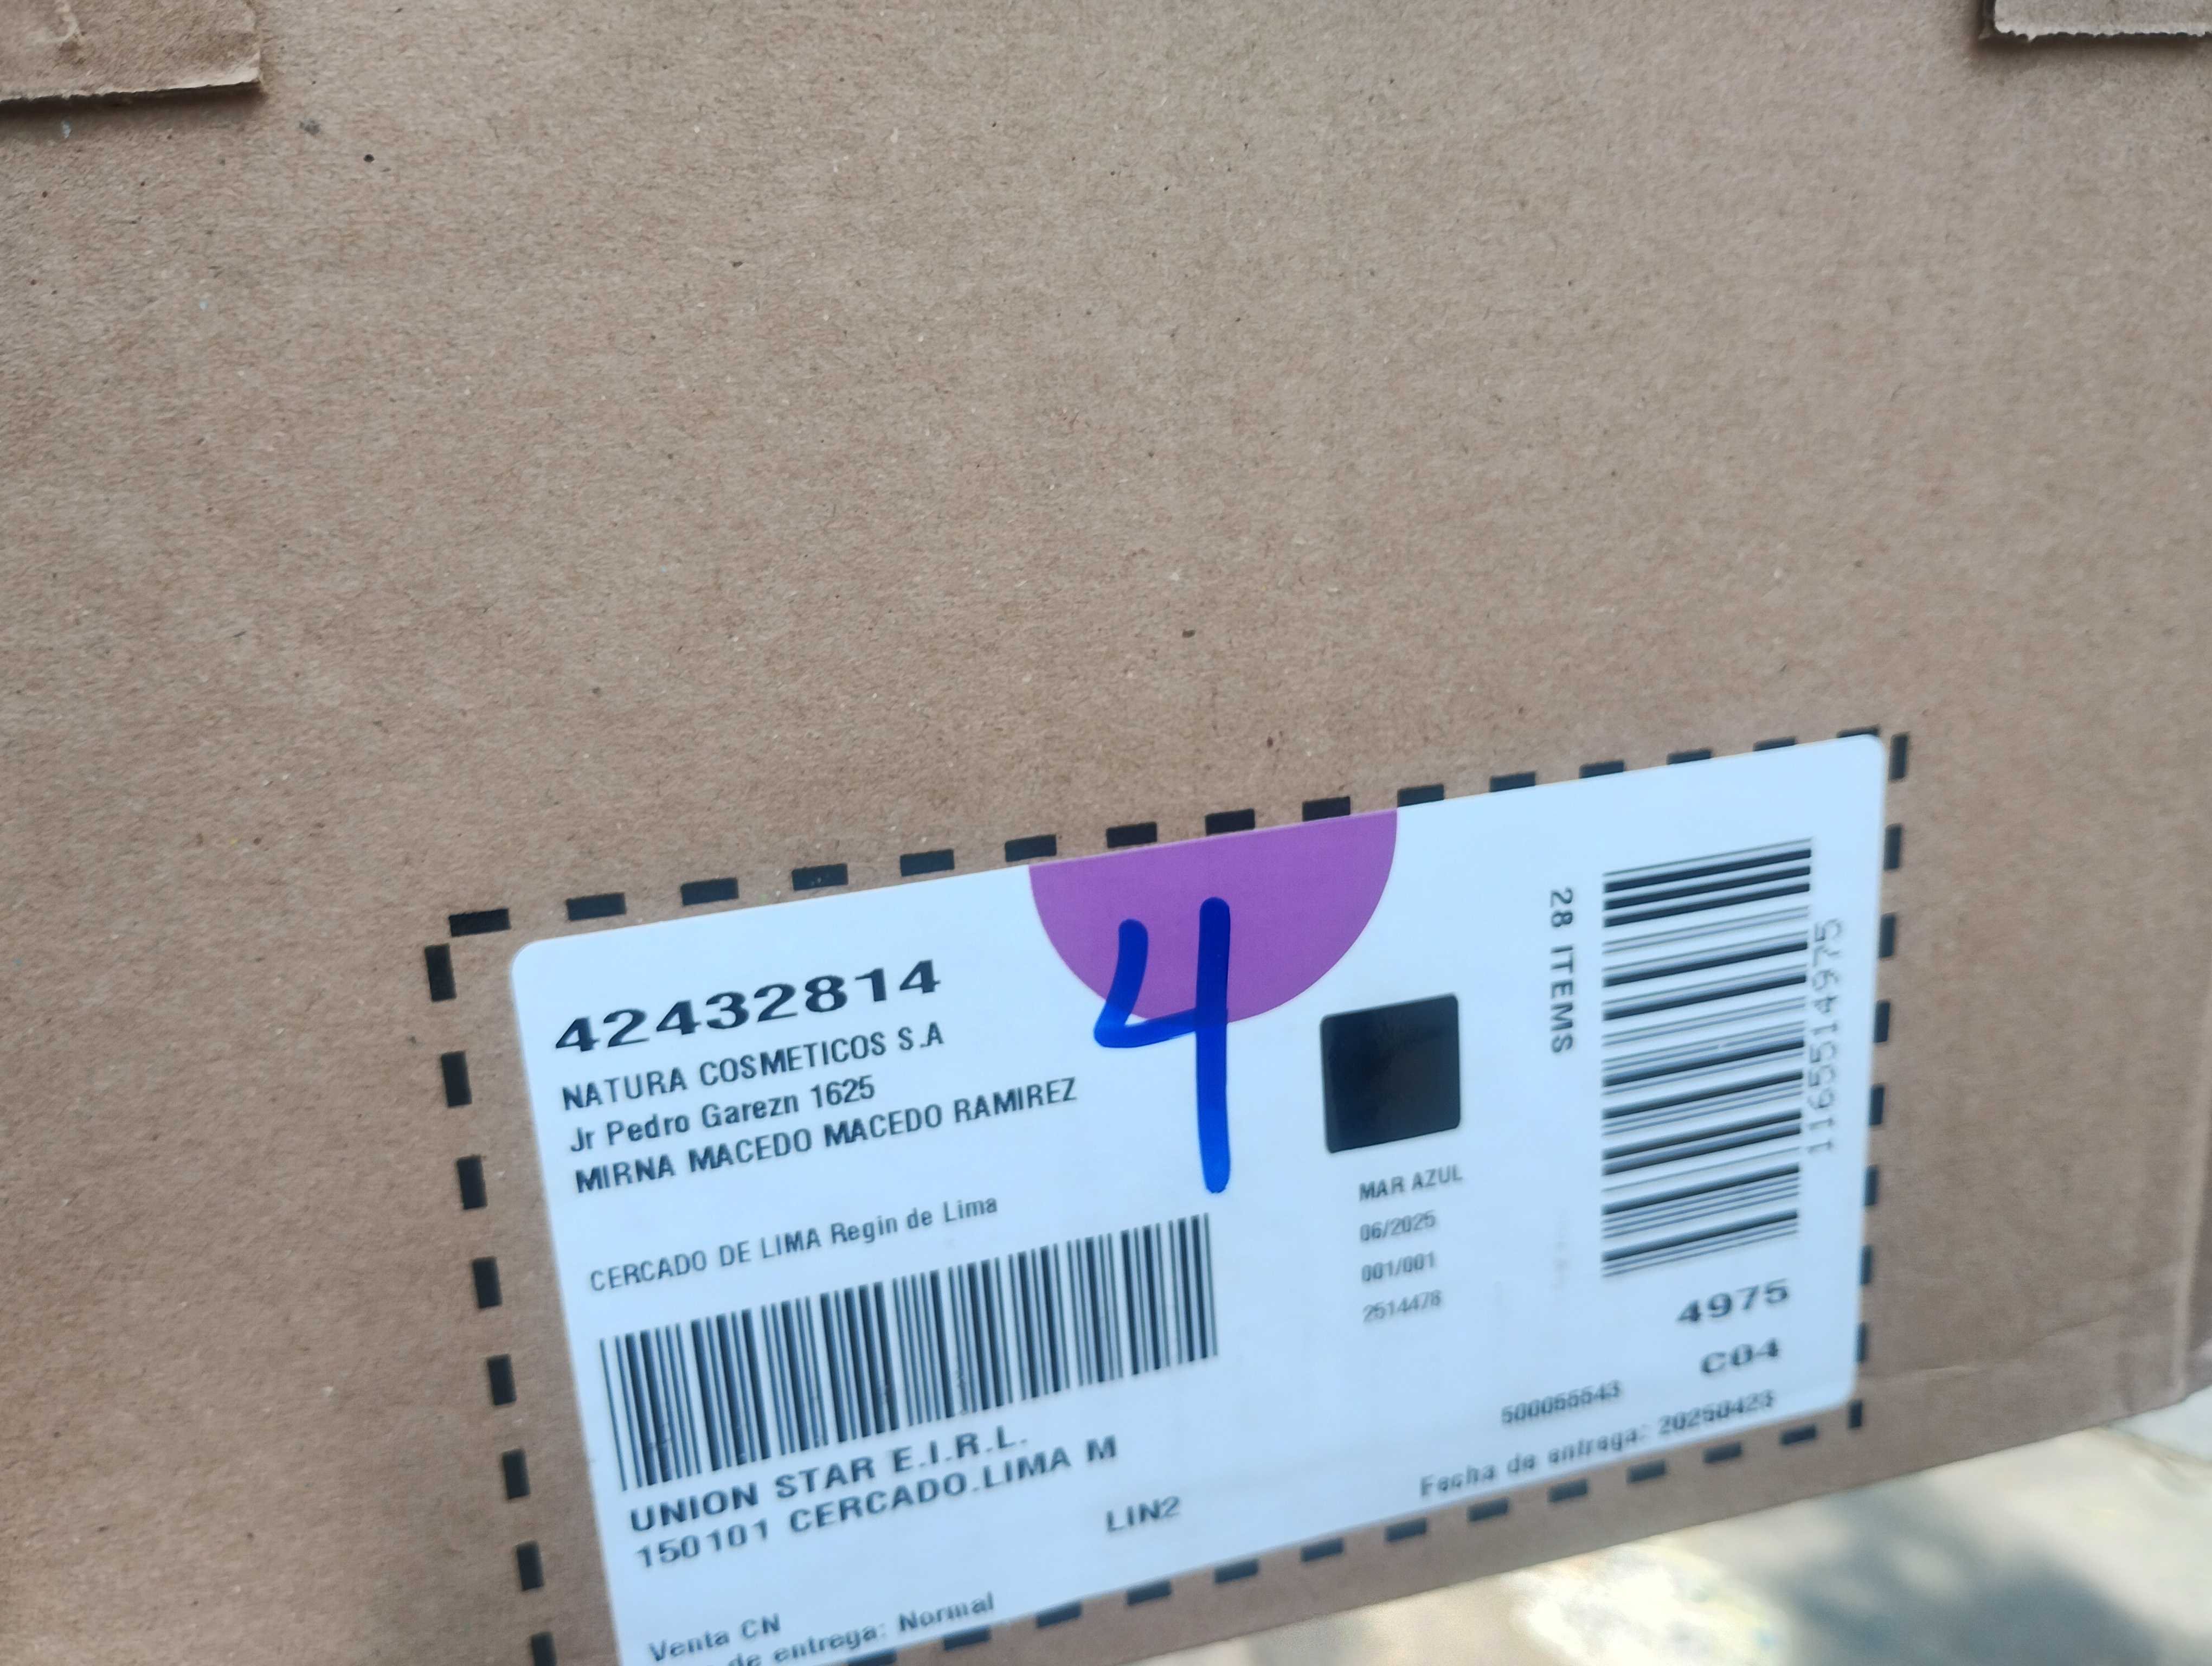 42432814
NATURA COSMETICOS S.A
Jr Pedro Garezn 1625
MIRNA MACEDO MACEDO RAMIREZ
CERCADO DE LIMA Regin de Lima
UNION STAR E.I.R.L.
150101 CERCADO.LIMA M
LIN2
Venta CN
de entrega: Normal
4
MAR AZUL
06/2025
001/001
2514478
28 ITEMS
1165514975
4975
C04
500055543
Fecha de entrega: 20250423